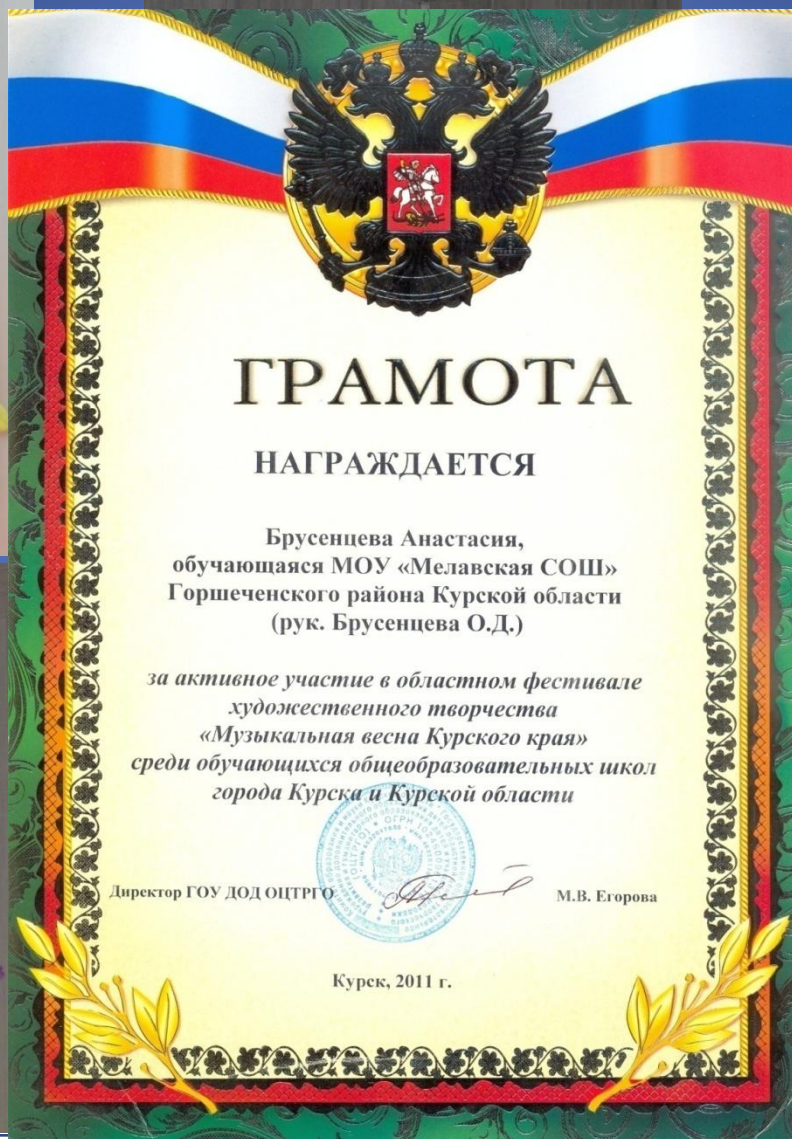 ГРАМОТА
НАГРАЖДАЕТСЯ
Брусенцева Анастасия,
обучающаяся МОУ «Мелавская СОШ»
Горшеченского района Курской области
(рук. Брусенцева О.Д.)
за активное участие в областном фестивале
художественного творчества
«Музыкальная весна Курского края»
среди обучающихся общеобразовательных школ
города Курска и Курской области
Директор ГОУ ДОД ОЦТРГО М.В. Егорова
Курск, 2011 г.